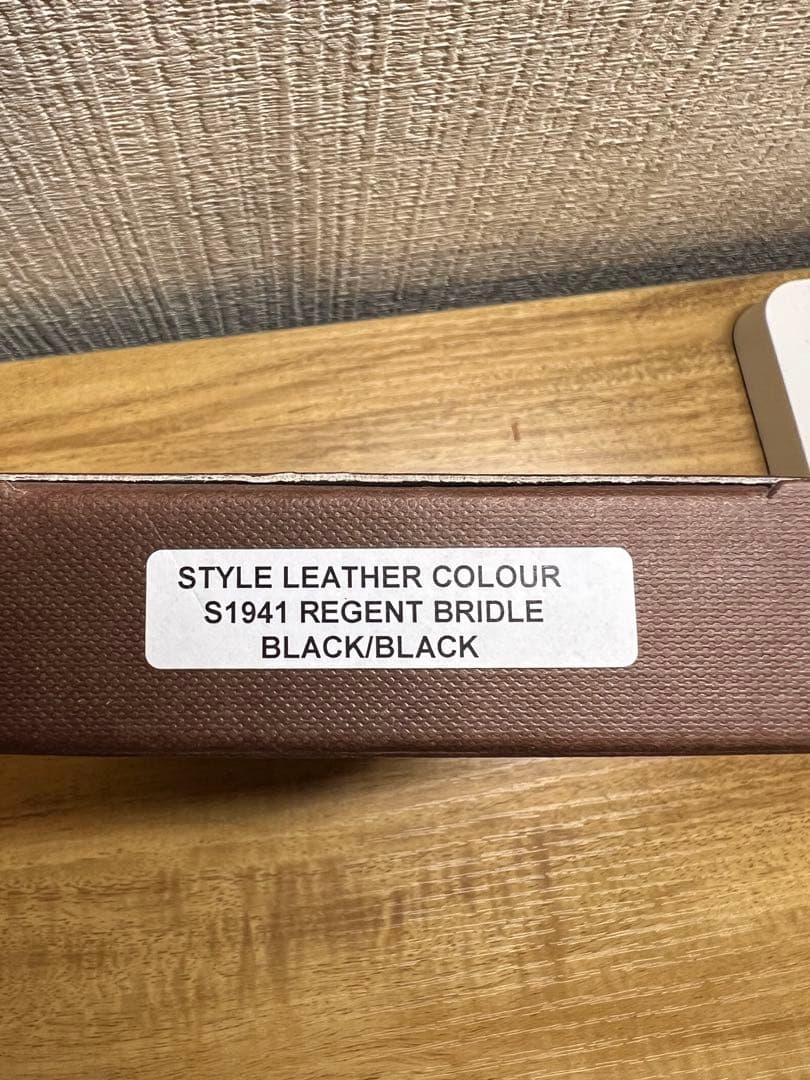 STYLE LEATHER COLOUR
S1941 REGENT BRIDLE
BLACK/BLACK